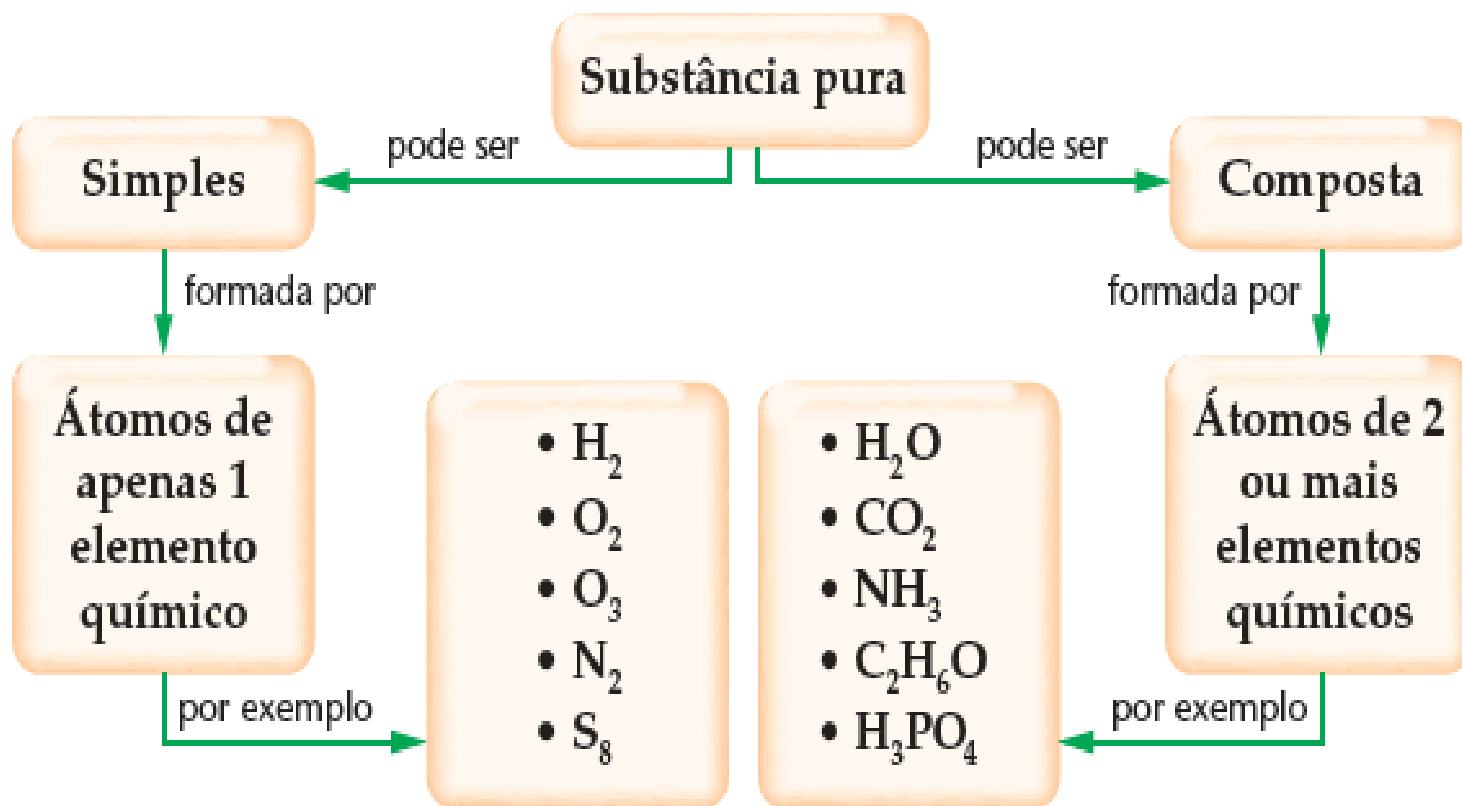 Substância pura
pode ser
pode ser
Simples
Composta
formada por
formada por
Átomos de
apenas 1
elemento
químico
• H₂
• O₂
• O₃
• N₂
• S₈
• H₂O
• CO₂
• NH₃
• C₂H₆O
• H₃PO₄
Átomos de 2
ou mais
elementos
químicos
por exemplo
por exemplo